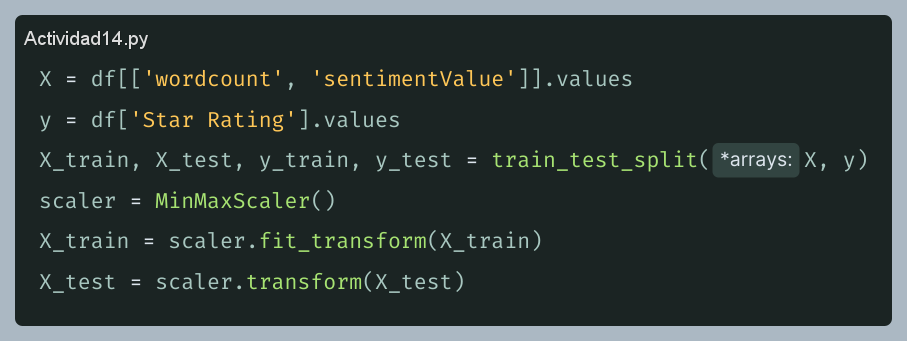 Actividad14.py
X = df[['wordcount', 'sentimentValue']].values
y = df['Star Rating'].values
X_train, X_test, y_train, y_test = train_test_split( *arrays: X, y)
scaler = MinMaxScaler()
X_train = scaler.fit_transform(X_train)
X_test = scaler.transform(X_test)